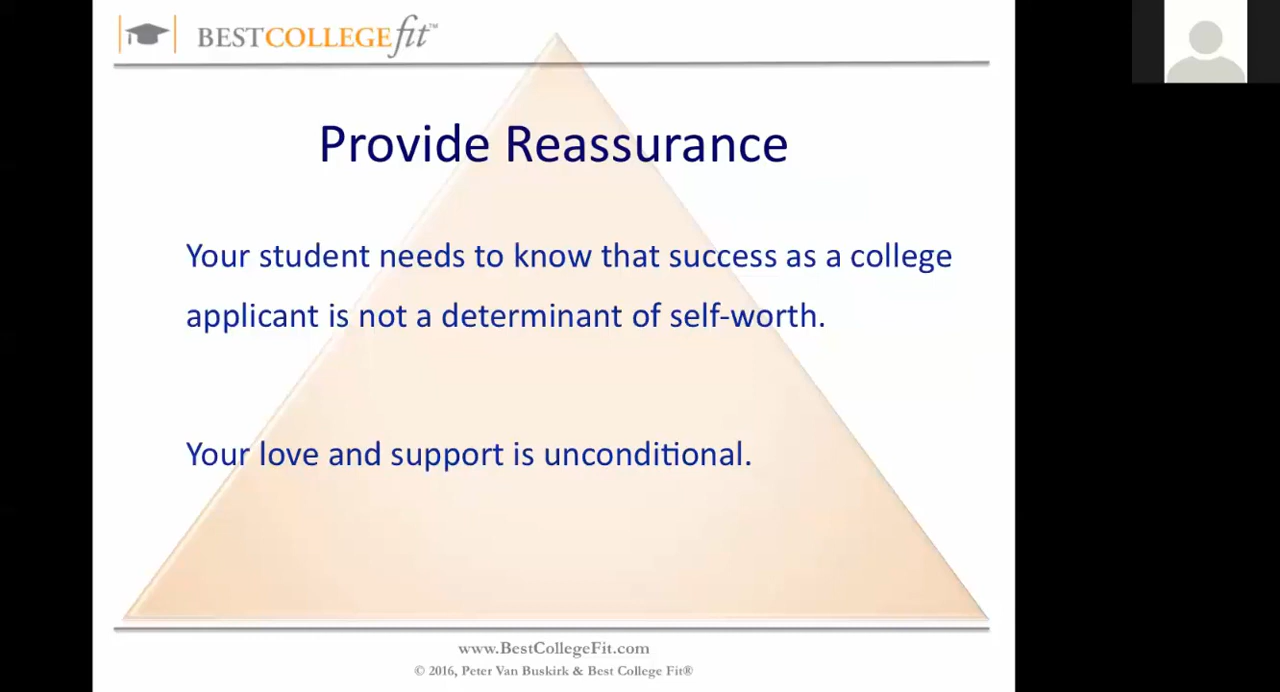 BESTCOLLEGEfit™
Provide Reassurance
Your student needs to know that success as a college
applicant is not a determinant of self-worth.
Your love and support is unconditional.
www.BestCollegeFit.com
© 2016, Peter Van Buskirk & Best College Fit®